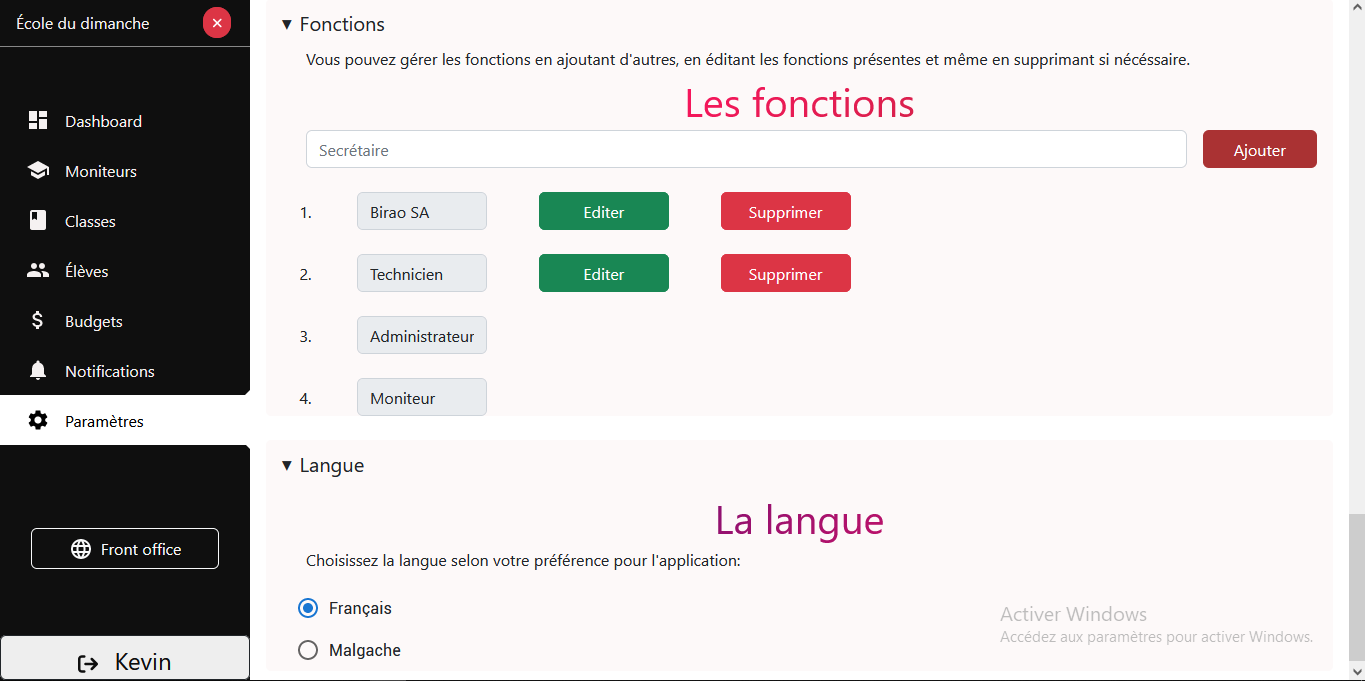 École du dimanche
Dashboard
Moniteurs
Classes
Élèves
Budgets
Notifications
Paramètres
Front office
Kevin
Fonctions
Vous pouvez gérer les fonctions en ajoutant d'autres, en éditant les fonctions présentes et même en supprimant si nécéssaire.
Les fonctions
Secrétaire Ajouter
1. Birao SA Editer Supprimer
2. Technicien Editer Supprimer
3. Administrateur
4. Moniteur
Langue
La langue
Choisissez la langue selon votre préférence pour l'application:
Français
Malgache
Activer Windows
Accédez aux paramètres pour activer Windows.